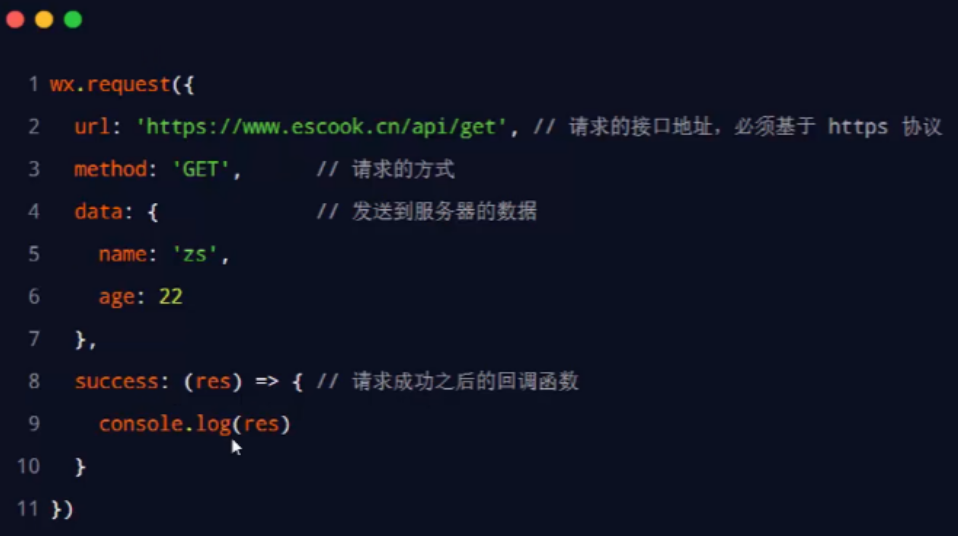 1 wx.request({
2   url: 'https://www.escook.cn/api/get', // 请求的接口地址，必须基于 https 协议
3   method: 'GET',      // 请求的方式
4   data: {             // 发送到服务器的数据
5     name: 'zs',
6     age: 22
7   },
8   success: (res) => { // 请求成功之后的回调函数
9     console.log(res)
10   }
11 })